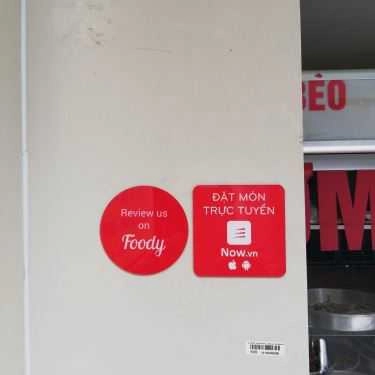 BÉO
Review us
on
Foody
ĐẶT MÓN
TRỰC TUYẾN
Now.vn